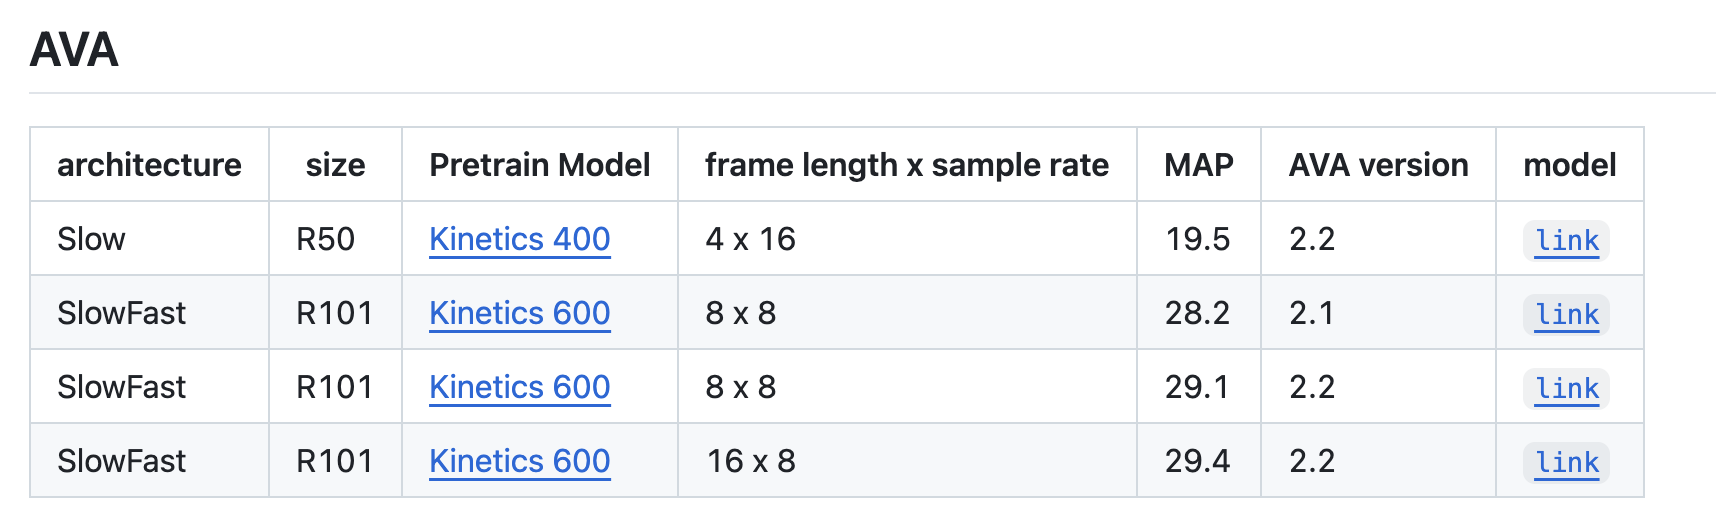 AVA
architecture size Pretrain Model frame length x sample rate MAP AVA version model
Slow R50 Kinetics 400 4 x 16 19.5 2.2 link
SlowFast R101 Kinetics 600 8 x 8 28.2 2.1 link
SlowFast R101 Kinetics 600 8 x 8 29.1 2.2 link
SlowFast R101 Kinetics 600 16 x 8 29.4 2.2 link